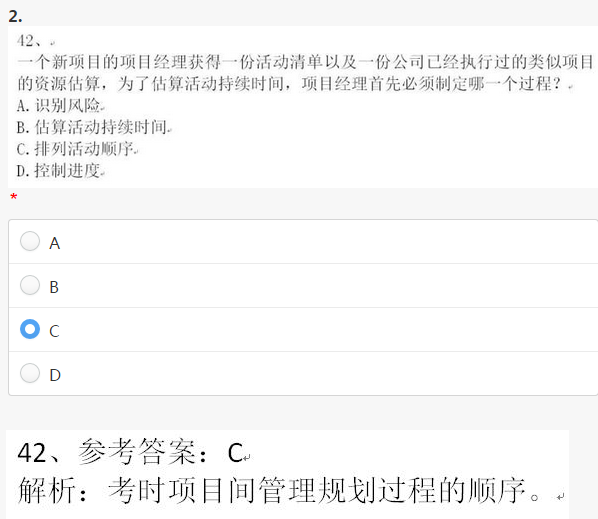 2.
42、
一个新项目的项目经理获得一份活动清单以及一份公司已经执行过的类似项目
的资源估算，为了估算活动持续时间，项目经理首先必须制定哪一个过程？
A. 识别风险
B. 估算活动持续时间
C. 排列活动顺序
D. 控制进度
*
A
B
C
D
42、参考答案：C
解析：考时项目间管理规划过程的顺序。